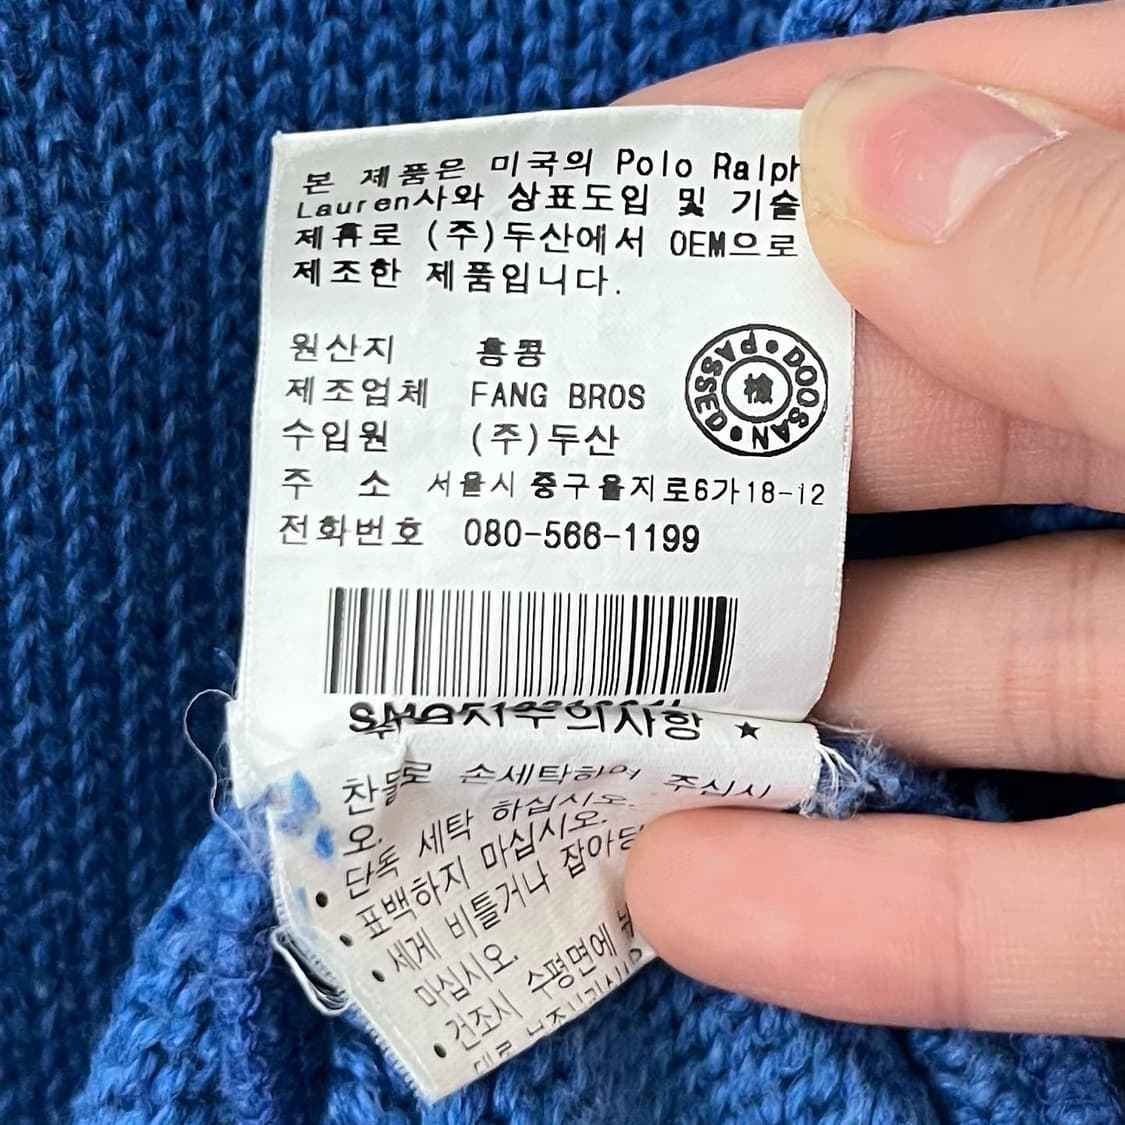 본 제품은 미국의 Polo Ralph
Lauren사와 상표도입 및 기술
제휴로 (주)두산에서 OEM으로
제조한 제품입니다.
원산지 홍콩
제조업체 FANG BROS
수입원 (주)두산
주 소 서울시 중구을지로6가18-12
전화번호 080-566-1199
DOOSAN • PASSED •
檢
주의사항 ★
찬물로 손세탁하여 주십시
오.
• 단독 세탁 하십시오.
• 표백하지 마십시오.
• 세게 비틀거나 잡아당
마십시오.
• 건조시 수평면에